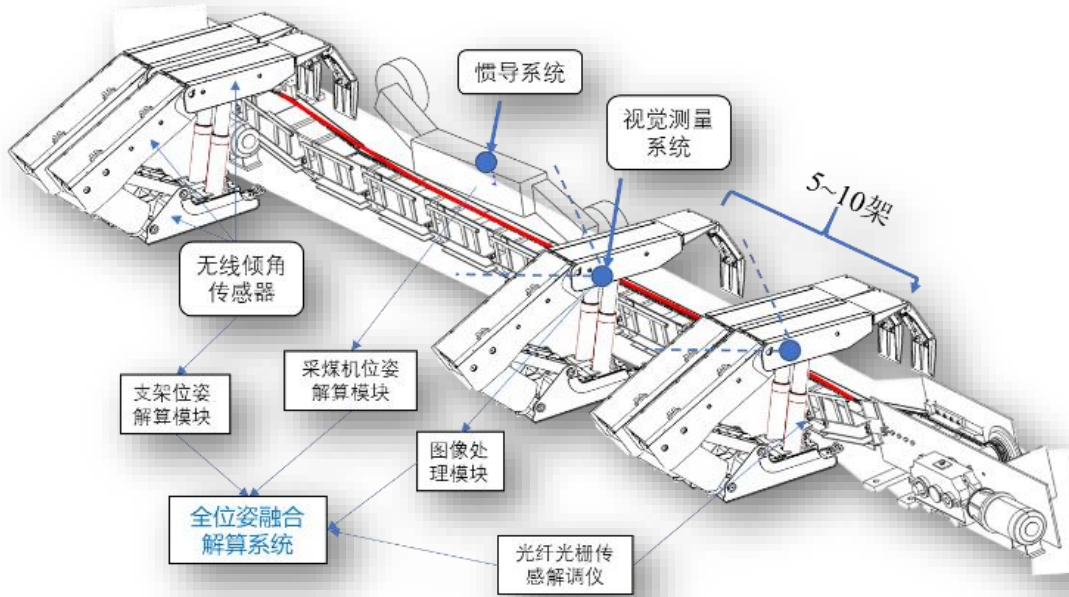 惯导系统
视觉测量
系统
5~10架
无线倾角
传感器
支架位姿
解算模块
采煤机位姿
解算模块
图像处
理模块
全位姿融合
解算系统
光纤光栅传
感解调仪